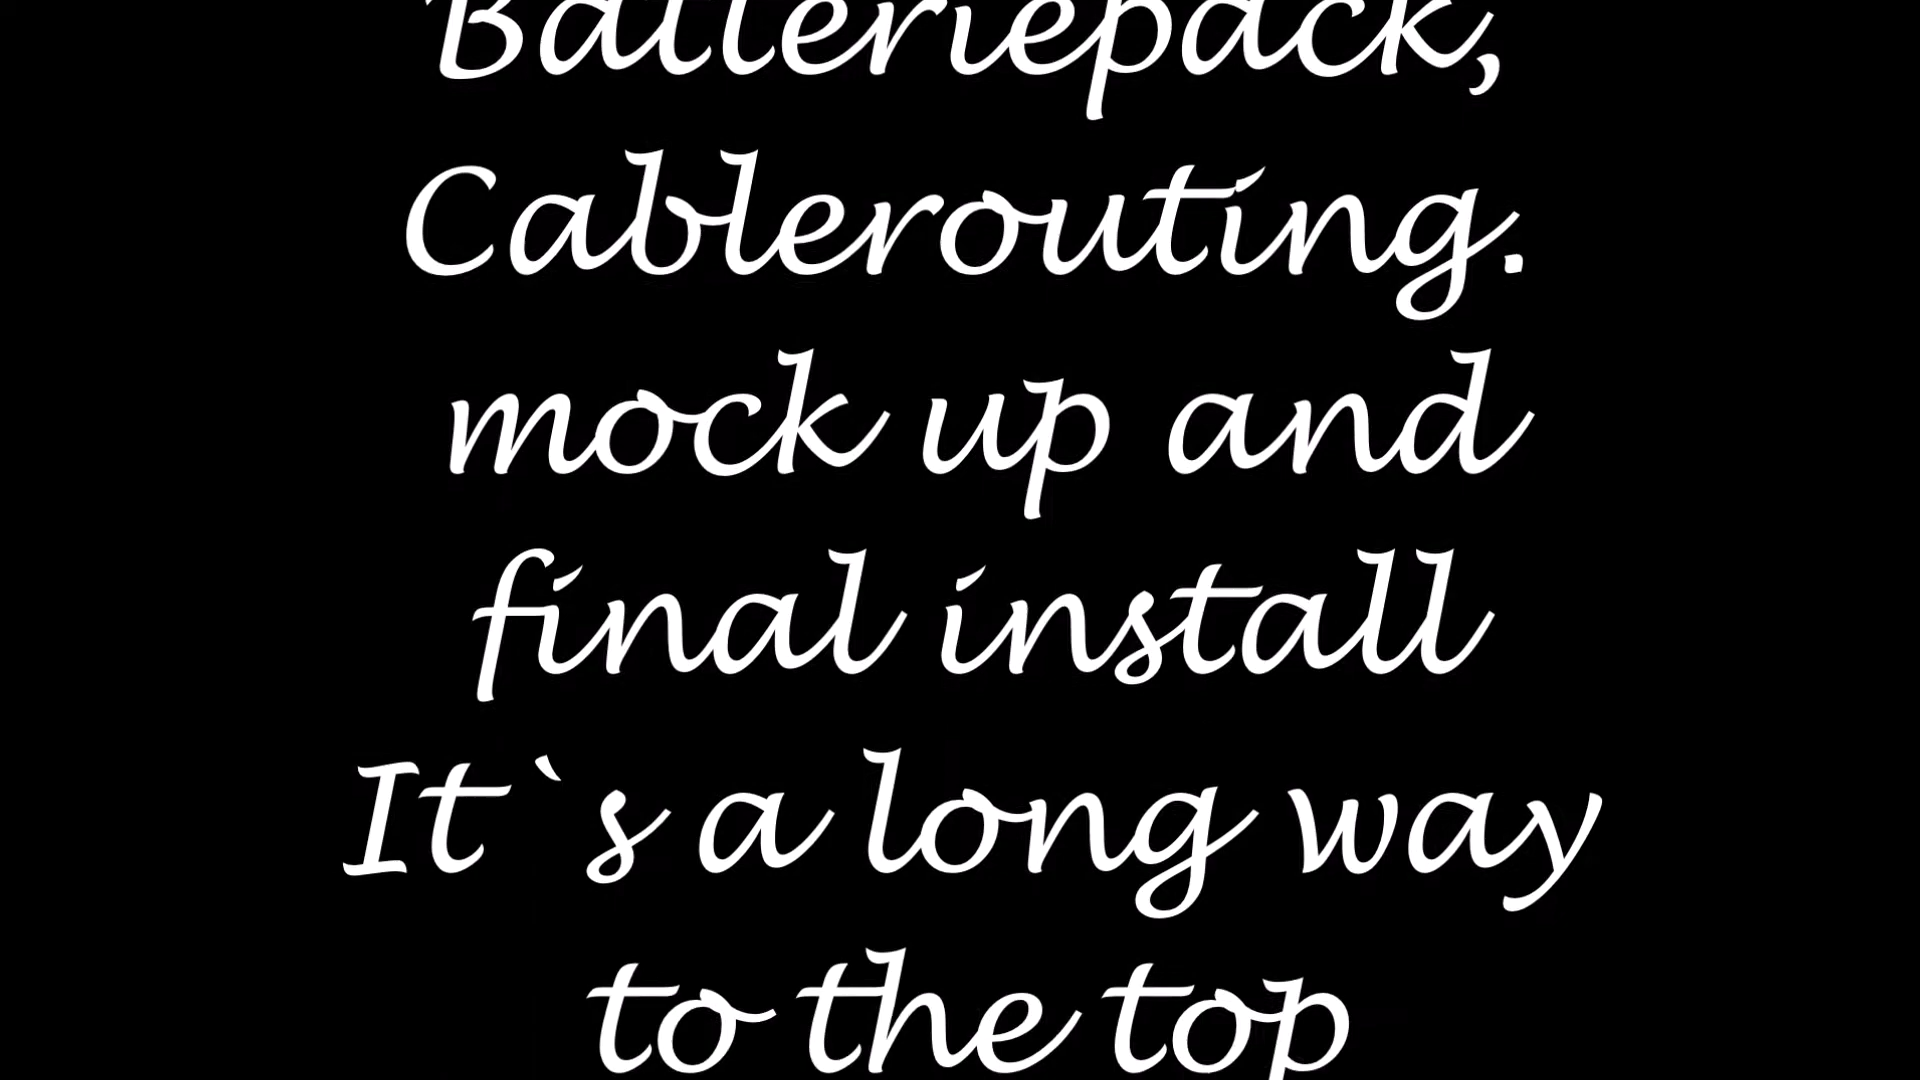 Batteriepack,
Cablerouting.
mock up and
final install
It`s a long way
to the top